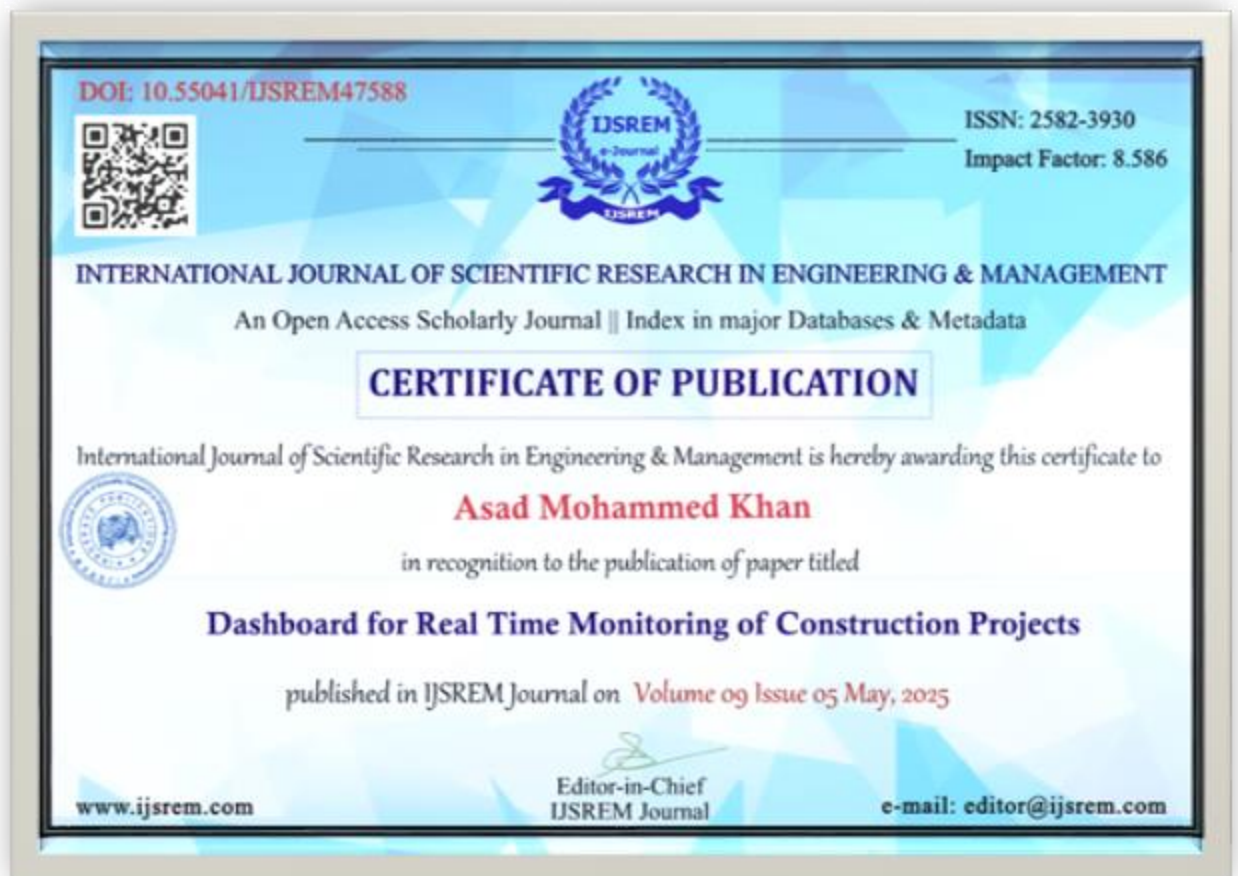 DOI: 10.55041/IJSREM47588
ISSN: 2582-3930
Impact Factor: 8.586
IJSREM
e-Journal
IJSREM
INTERNATIONAL JOURNAL OF SCIENTIFIC RESEARCH IN ENGINEERING & MANAGEMENT
An Open Access Scholarly Journal || Index in major Databases & Metadata
CERTIFICATE OF PUBLICATION
International Journal of Scientific Research in Engineering & Management is hereby awarding this certificate to
Asad Mohammed Khan
in recognition to the publication of paper titled
Dashboard for Real Time Monitoring of Construction Projects
published in IJSREM Journal on Volume 09 Issue 05 May, 2025
Editor-in-Chief
IJSREM Journal
www.ijsrem.com
e-mail: editor@ijsrem.com